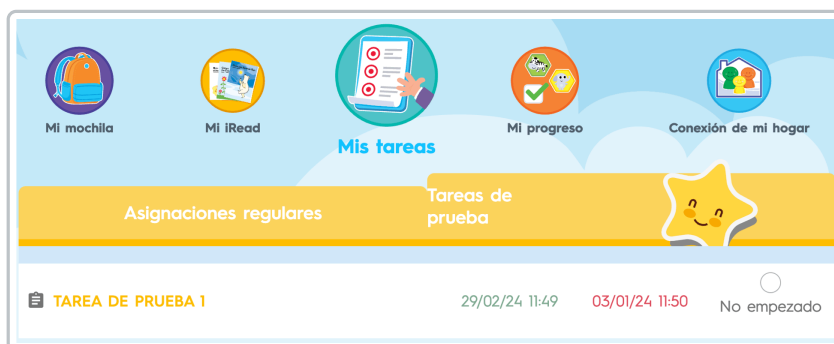 Mi mochila
Mi iRead
Mis tareas
Mi progreso
Conexión de mi hogar
Asignaciones regulares
Tareas de
prueba
TAREA DE PRUEBA 1
29/02/24 11:49
03/01/24 11:50
No empezado